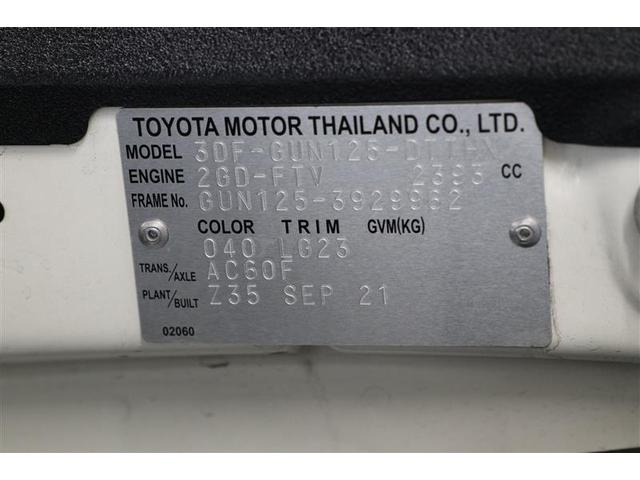 TOYOTA MOTOR THAILAND CO., LTD.
MODEL 3DF-GUN125-DTTHX
ENGINE 2GD-FTV 2393 CC
FRAME No. GUN125-3929962
COLOR TRIM GVM(KG)
040 LG23
TRANS./AXLE AC60F
PLANT/BUILT Z35 SEP 21
02060